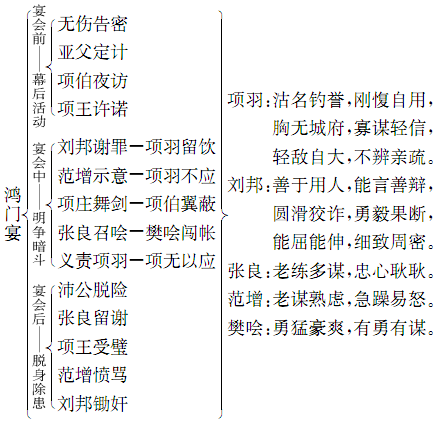 鸿门宴
宴会前——幕后活动
无伤告密
亚父定计
项伯夜访
项王许诺
宴会中——明争暗斗
刘邦谢罪—项羽留饮
范增示意—项羽不应
项庄舞剑—项伯翼蔽
张良召哙—樊哙闯帐
义责项羽—项无以应
宴会后——脱身除患
沛公脱险
张良留谢
项王受璧
范增愤骂
刘邦锄奸
项羽:沽名钓誉,刚愎自用,
胸无城府,寡谋轻信,
轻敌自大,不辨亲疏。
刘邦:善于用人,能言善辩,
圆滑狡诈,勇毅果断,
能屈能伸,细致周密。
张良:老练多谋,忠心耿耿。
范增:老谋熟虑,急躁易怒。
樊哙:勇猛豪爽,有勇有谋。